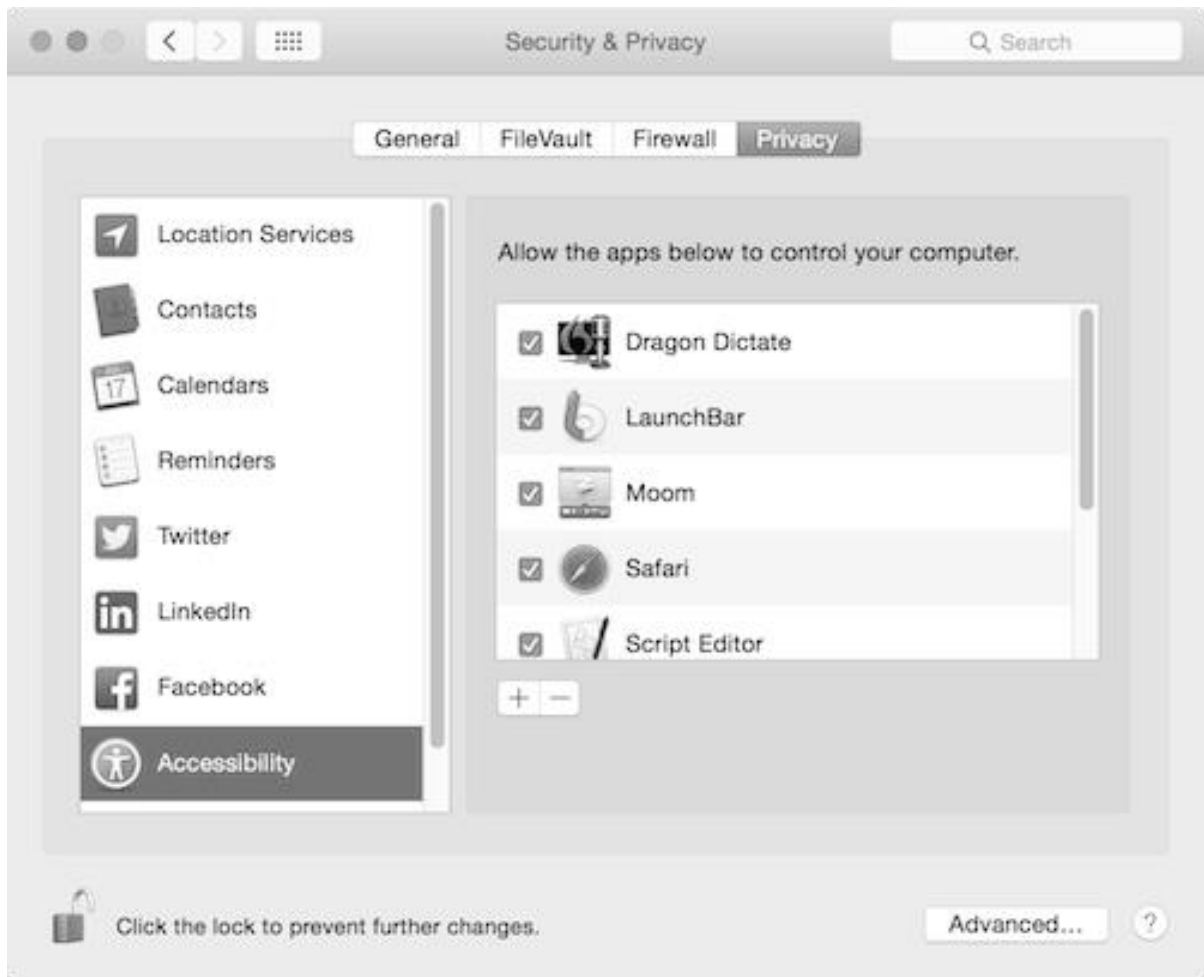 Security & Privacy
Search
General FileVault Firewall Privacy
Location Services
Contacts
17
Calendars
Reminders
Twitter
in
LinkedIn
f
Facebook
Accessibility
Allow the apps below to control your computer.
Dragon Dictate
LaunchBar
Moom
Safari
Script Editor
+ −
Click the lock to prevent further changes.
Advanced... ?